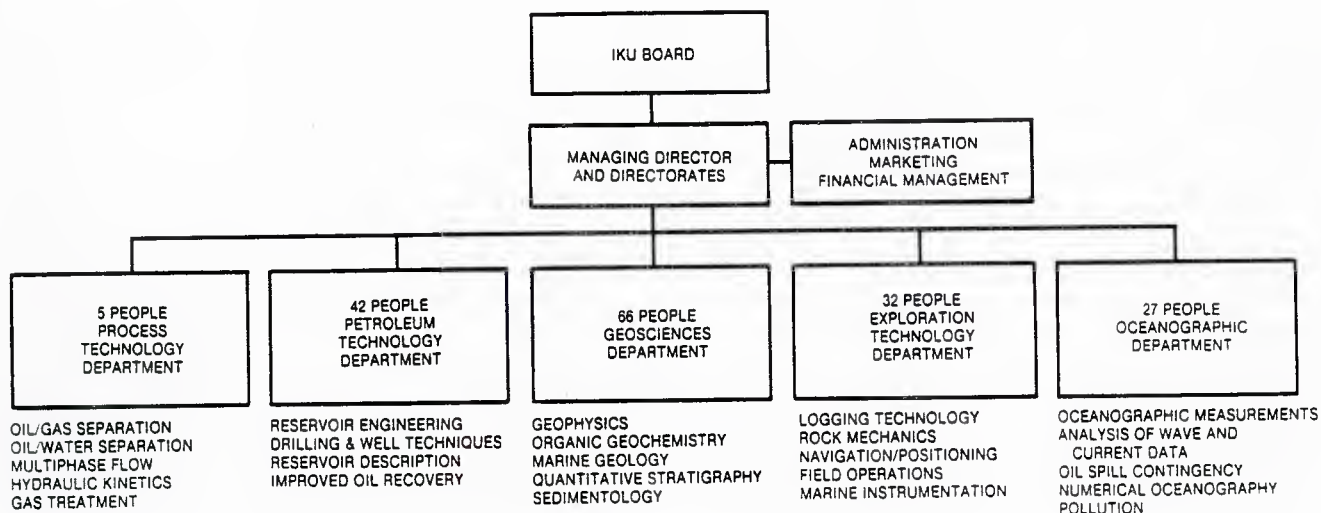 IKU BOARD
MANAGING DIRECTOR
AND DIRECTORATES
ADMINISTRATION
MARKETING
FINANCIAL MANAGEMENT
5 PEOPLE
PROCESS
TECHNOLOGY
DEPARTMENT
OIL/GAS SEPARATION
OIL/WATER SEPARATION
MULTIPHASE FLOW
HYDRAULIC KINETICS
GAS TREATMENT
42 PEOPLE
PETROLEUM
TECHNOLOGY
DEPARTMENT
RESERVOIR ENGINEERING
DRILLING & WELL TECHNIQUES
RESERVOIR DESCRIPTION
IMPROVED OIL RECOVERY
66 PEOPLE
GEOSCIENCES
DEPARTMENT
GEOPHYSICS
ORGANIC GEOCHEMISTRY
MARINE GEOLOGY
QUANTITATIVE STRATIGRAPHY
SEDIMENTOLOGY
32 PEOPLE
EXPLORATION
TECHNOLOGY
DEPARTMENT
LOGGING TECHNOLOGY
ROCK MECHANICS
NAVIGATION/POSITIONING
FIELD OPERATIONS
MARINE INSTRUMENTATION
27 PEOPLE
OCEANOGRAPHIC
DEPARTMENT
OCEANOGRAPHIC MEASUREMENTS
ANALYSIS OF WAVE AND
CURRENT DATA
OIL SPILL CONTINGENCY
NUMERICAL OCEANOGRAPHY
POLLUTION